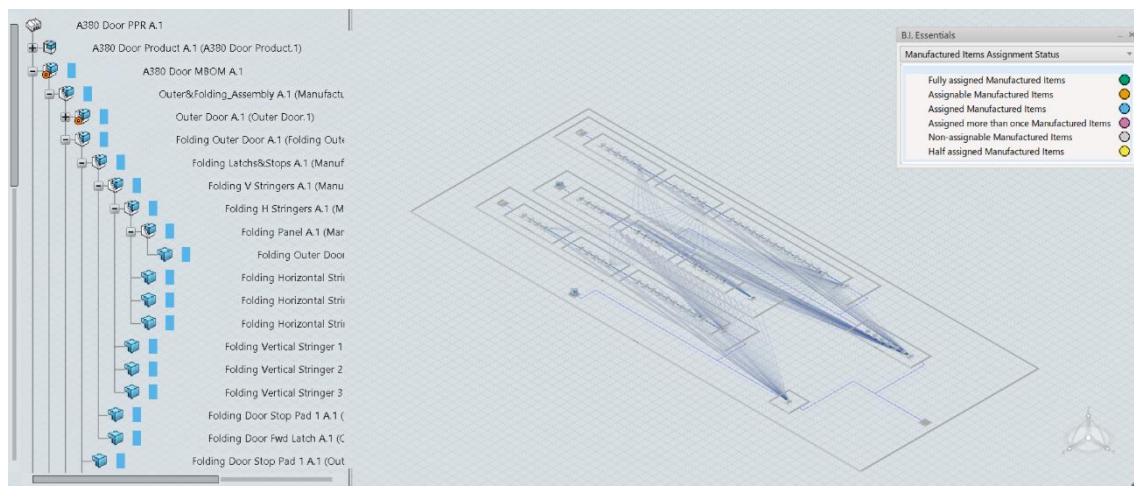 A380 Door PPR A.1
A380 Door Product A.1 (A380 Door Product.1)
A380 Door MBOM A.1
Outer&Folding_Assembly A.1 (Manufactu
Outer Door A.1 (Outer Door.1)
Folding Outer Door A.1 (Folding Oute
Folding Latchs&Stops A.1 (Manuf
Folding V Stringers A.1 (Manu
Folding H Stringers A.1 (M
Folding Panel A.1 (Mar
Folding Outer Door
Folding Horizontal Strin
Folding Horizontal Strin
Folding Horizontal Strin
Folding Vertical Stringer 1
Folding Vertical Stringer 2
Folding Vertical Stringer 3
Folding Door Stop Pad 1 A.1 (
Folding Door Fwd Latch A.1 (C
Folding Door Stop Pad 1 A.1 (Out
B.I. Essentials
Manufactured Items Assignment Status
Fully assigned Manufactured Items
Assignable Manufactured Items
Assigned Manufactured Items
Assigned more than once Manufactured Items
Non-assignable Manufactured Items
Half assigned Manufactured Items